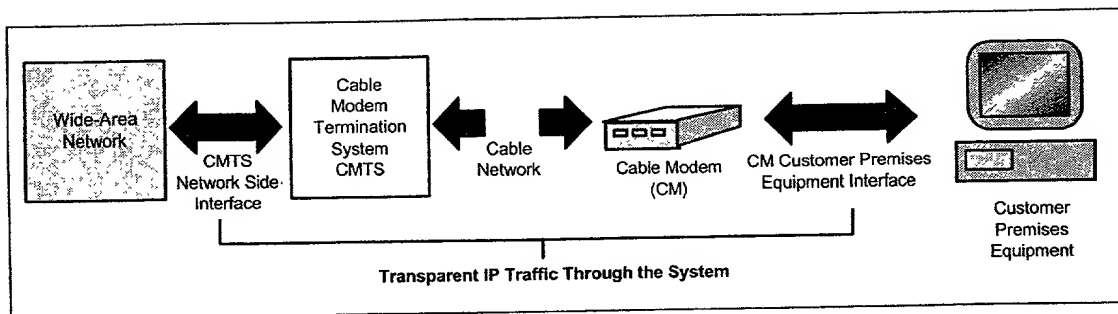 Wide-Area
Network
CMTS
Network Side
Interface
Cable
Modem
Termination
System
CMTS
Cable
Network
Cable Modem
(CM)
CM Customer Premises
Equipment Interface
Customer
Premises
Equipment
Transparent IP Traffic Through the System